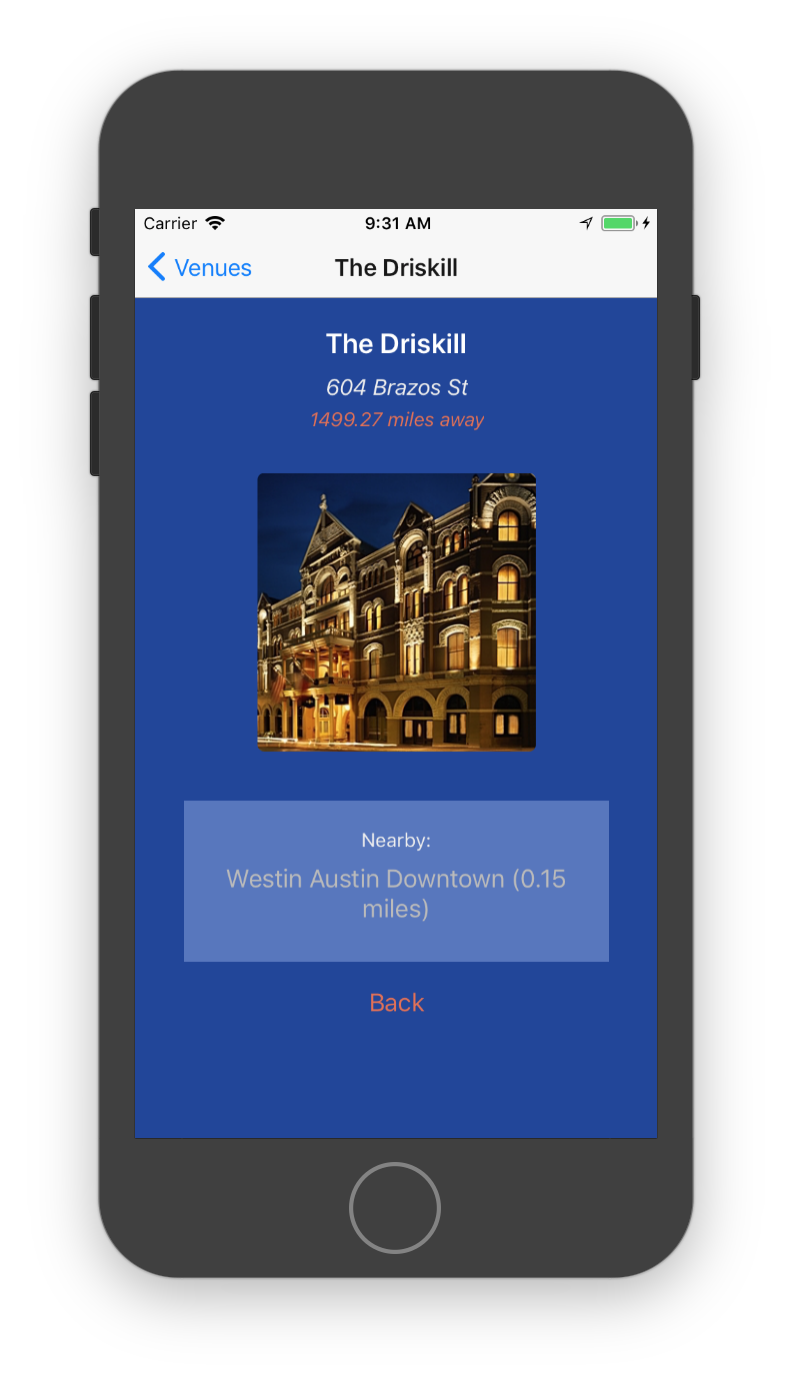 Carrier 9:31 AM
Venues The Driskill
The Driskill
604 Brazos St
1499.27 miles away
Nearby:
Westin Austin Downtown (0.15
miles)
Back